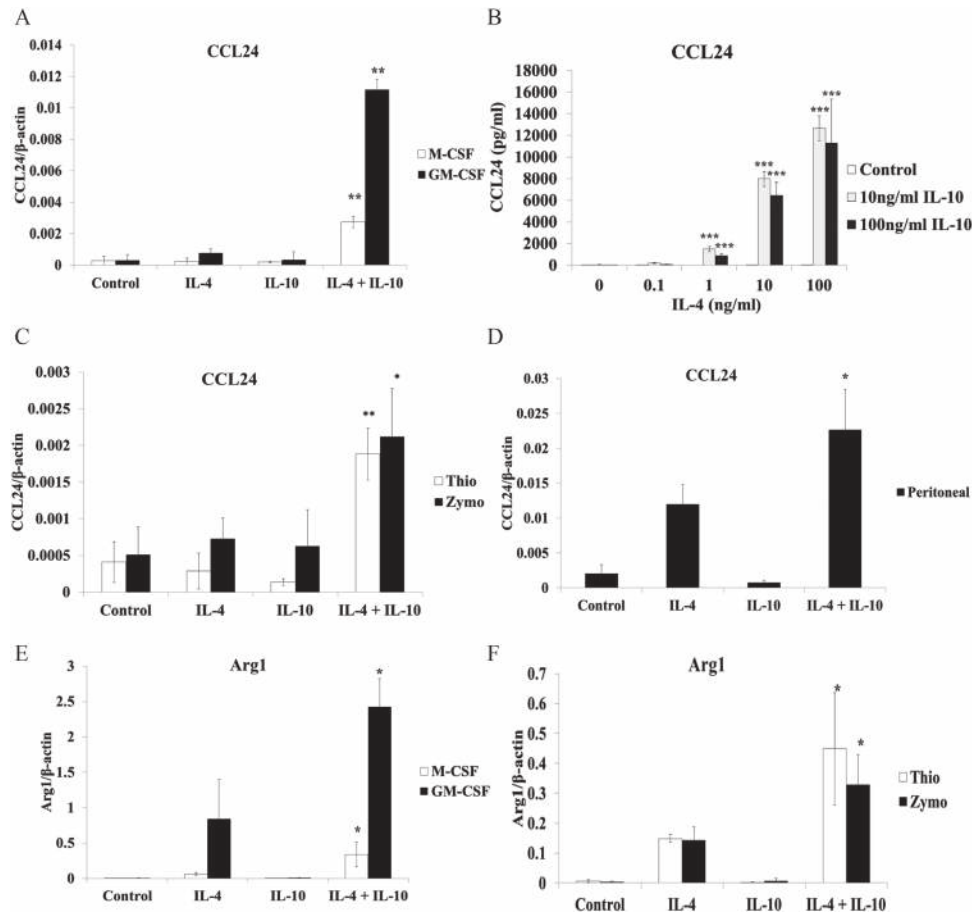 A
CCL24
0.014
0.012
0.01
0.008
0.006
0.004
0.002
0
CCL24/β-actin
**
**
M-CSF
GM-CSF
Control IL-4 IL-10 IL-4 + IL-10
B
CCL24
18000
16000
14000
12000
10000
8000
6000
4000
2000
0
CCL24 (pg/ml)
*** ***
*** ***
*** ***
Control
10ng/ml IL-10
100ng/ml IL-10
0 0.1 1 10 100
IL-4 (ng/ml)
C
CCL24
0.003
0.0025
0.002
0.0015
0.001
0.0005
0
CCL24/β-actin
** *
Thio
Zymo
Control IL-4 IL-10 IL-4 + IL-10
D
CCL24
0.03
0.025
0.02
0.015
0.01
0.005
0
CCL24/β-actin
*
Peritoneal
Control IL-4 IL-10 IL-4 + IL-10
E
Arg1
3
2.5
2
1.5
1
0.5
0
Arg1/β-actin
* *
M-CSF
GM-CSF
Control IL-4 IL-10 IL-4 + IL-10
F
Arg1
0.7
0.6
0.5
0.4
0.3
0.2
0.1
0
Arg1/β-actin
* *
Thio
Zymo
Control IL-4 IL-10 IL-4 + IL-10